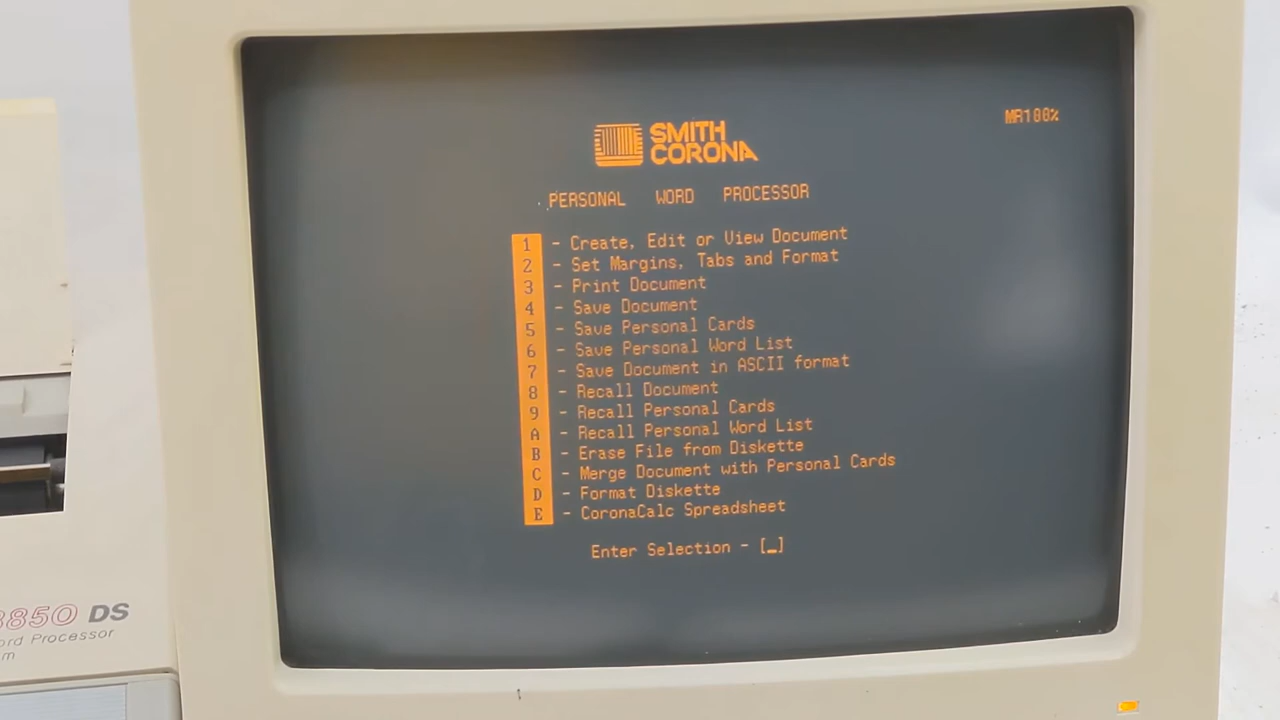 SMITH
CORONA
MR100%
PERSONAL WORD PROCESSOR
1 - Create, Edit or View Document
2 - Set Margins, Tabs and Format
3 - Print Document
4 - Save Document
5 - Save Personal Cards
6 - Save Personal Word List
7 - Save Document in ASCII format
8 - Recall Document
9 - Recall Personal Cards
A - Recall Personal Word List
B - Erase File from Diskette
C - Merge Document with Personal Cards
D - Format Diskette
E - CoronaCalc Spreadsheet
Enter Selection - [_]
8850 DS
ord Processor
m